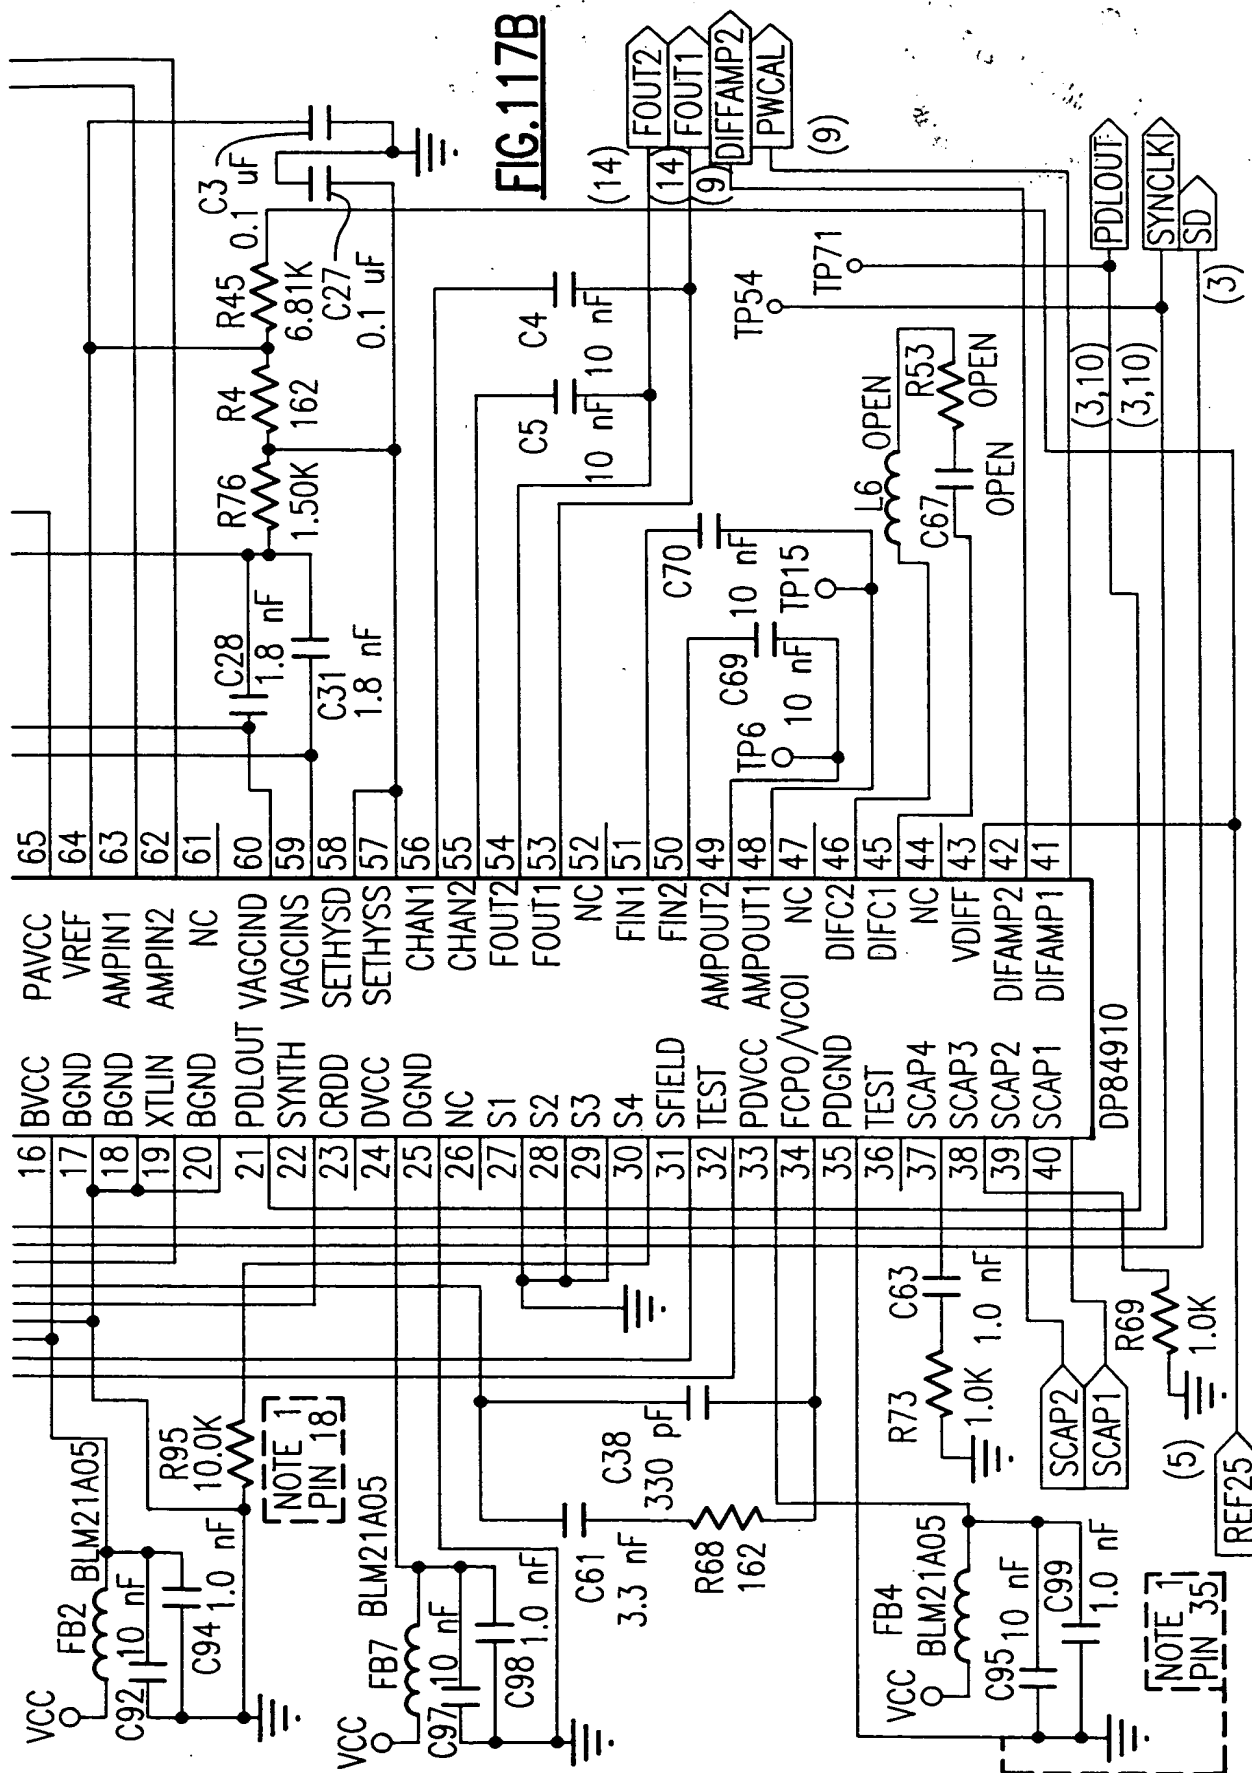 FIG.117B
65
64
63
62
61
60
59
58
57
56
55
54
53
52
51
50
49
48
47
46
45
44
43
42
41
PAVCC
VREF
AMPIN1
AMPIN2
NC
VAGCIND
VAGCINS
SETHYSD
SETHYSS
CHAN1
CHAN2
FOUT2
FOUT1
NC
FIN1
FIN2
AMPOUT2
AMPOUT1
NC
DIFC2
DIFC1
NC
VDIFF
DIFAMP2
DIFAMP1
BVCC
BGND
BGND
XTLIN
BGND
PDLOUT
SYNTH
CRDD
DVCC
DGND
NC
S1
S2
S3
S4
SFIELD
TEST
PDVCC
FCPO/VCOI
PDGND
TEST
SCAP4
SCAP3
SCAP2
SCAP1
DP84910
16
17
18
19
20
21
22
23
24
25
26
27
28
29
30
31
32
33
34
35
36
37
38
39
40
C3
0.1 uF
C27
0.1 uF
R45
6.81K
R4
162
R76
1.50K
C28
1.8 nF
C31
1.8 nF
C4
10 nF
C5
10 nF
C70
10 nF
TP15
C69
10 nF
TP6
L6
OPEN
R53
OPEN
C67
OPEN
TP54
TP71
FOUT2
(14)
FOUT1
(14)
DIFFAMP2
(9)
PWCAL
(9)
PDLOUT
(3,10)
SYNCLKI
(3,10)
SD
(3)
VCC
FB2
BLM21A05
C92
10 nF
C94
1.0 nF
R95
10.0K
NOTE 1
PIN 18
VCC
FB7
BLM21A05
C97
10 nF
C98
1.0 nF
C61
3.3 nF
C38
330 pF
R68
162
R73
1.0K
C63
1.0 nF
VCC
FB4
BLM21A05
C95
10 nF
C99
1.0 nF
SCAP2
SCAP1
R69
1.0K
(5)
REF25
NOTE 1
PIN 35